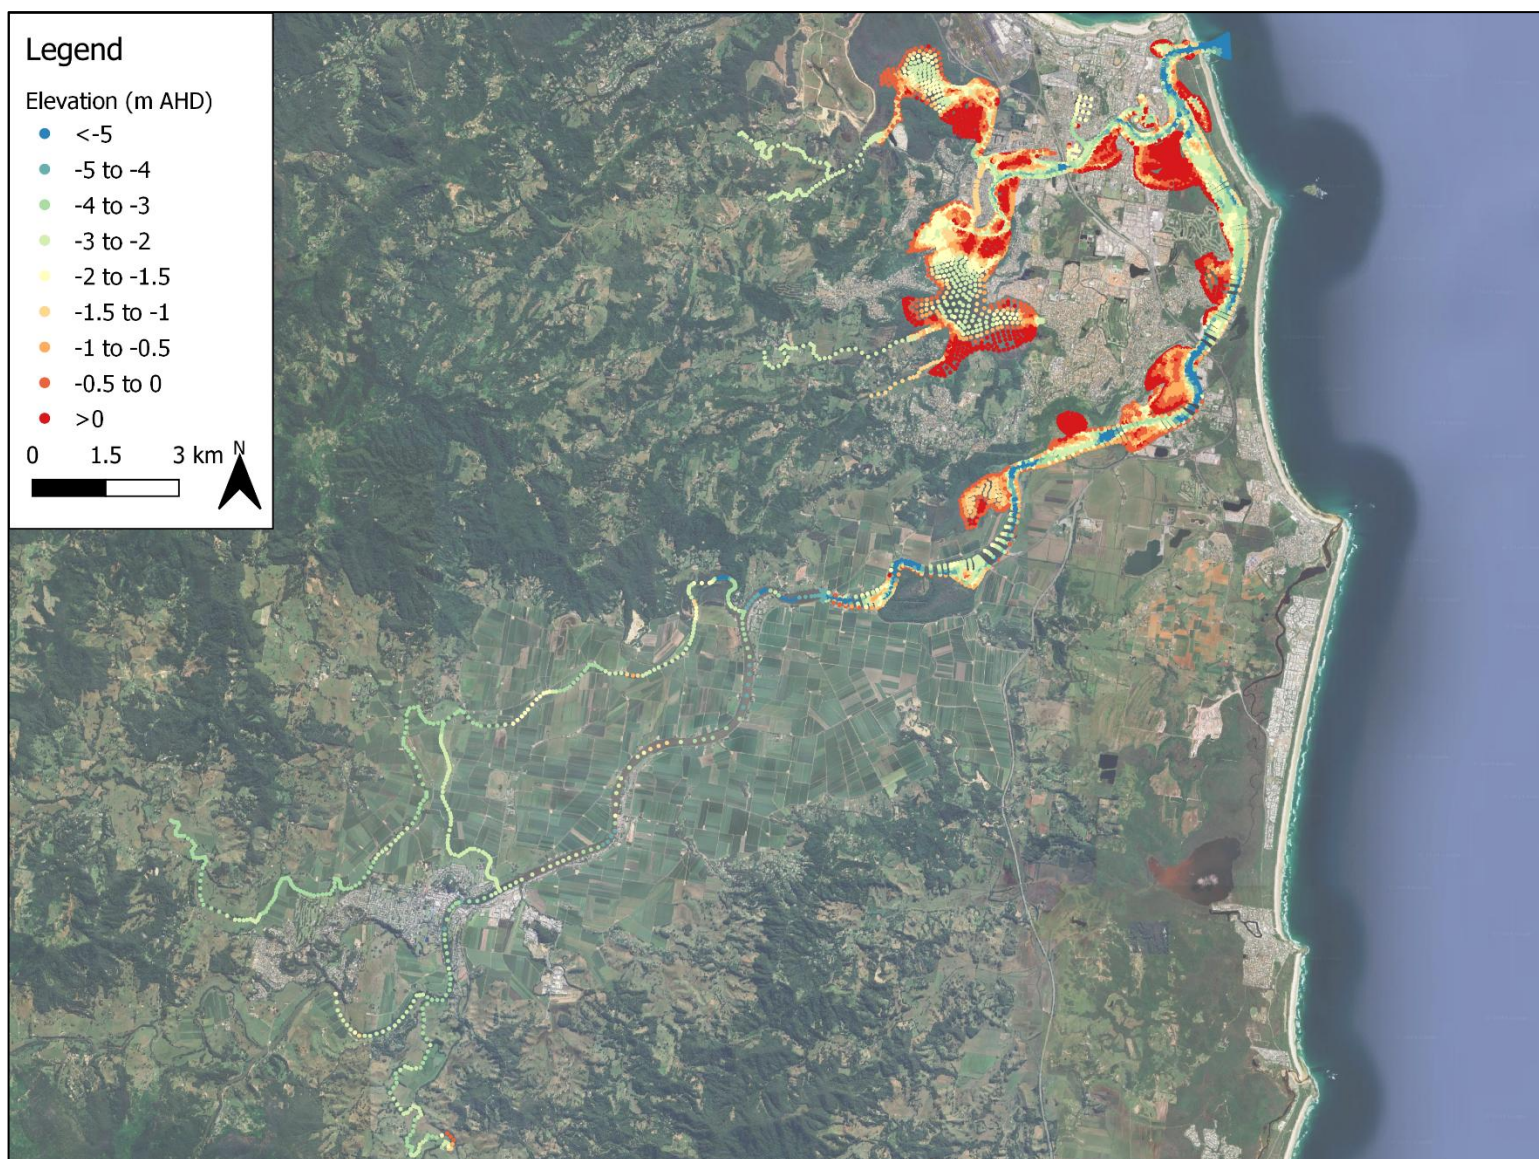 Legend
Elevation (m AHD)
<-5
-5 to -4
-4 to -3
-3 to -2
-2 to -1.5
-1.5 to -1
-1 to -0.5
-0.5 to 0
>0
0 1.5 3 km N